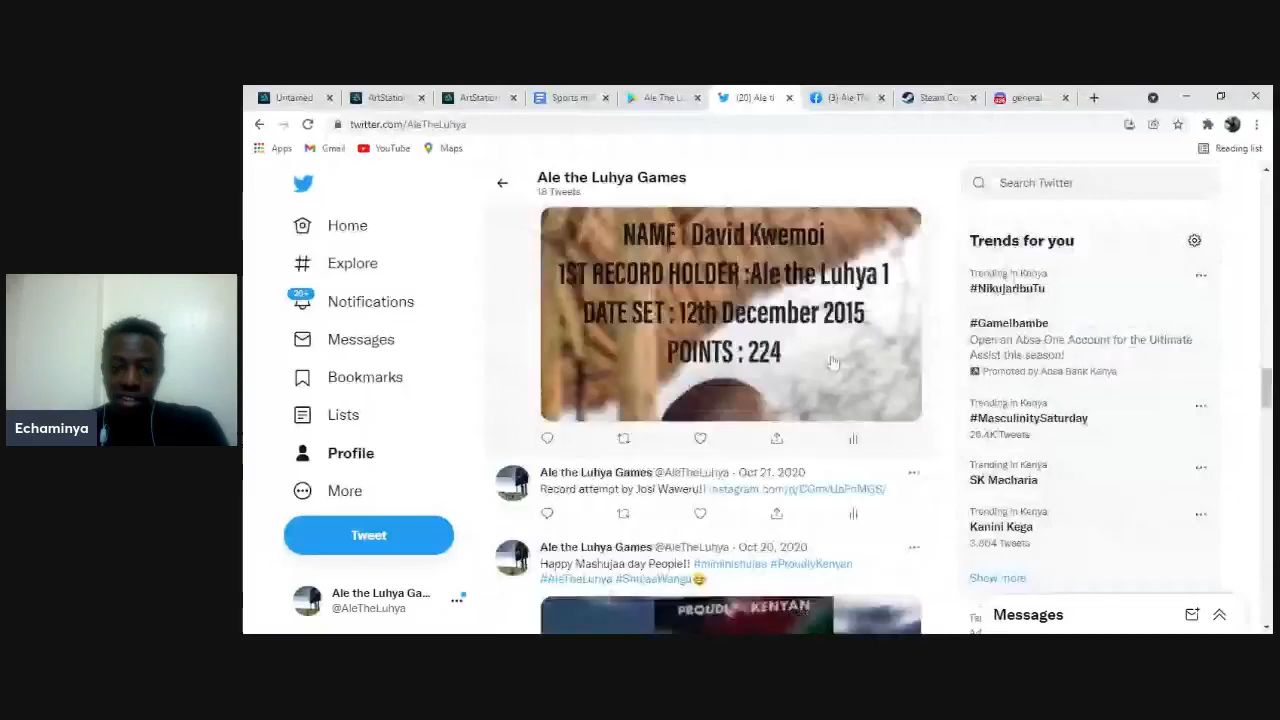 Untamed
ArtStation
ArtStation
Sports m
Ale The L
(20) Ale t
(3) Ale Th
Steam Co
general
twitter.com/AleTheLuhya
Apps
Gmail
YouTube
Maps
Reading list
Ale the Luhya Games
18 Tweets
Search Twitter
Home
Explore
20+
Notifications
Messages
Bookmarks
Lists
Profile
More
Tweet
Ale the Luhya Ga...
@AleTheLuhya
NAME : David Kwemoi
1ST RECORD HOLDER :Ale the Luhya 1
DATE SET : 12th December 2015
POINTS : 224
Ale the Luhya Games @AleTheLuhya · Oct 21, 2020
Record attempt by Josi Waweru!!
Ale the Luhya Games @AleTheLuhya · Oct 20, 2020
Happy Mashujaa day People!! #miminishujaa #ProudlyKenyan
#AleTheLuhya #ShujaaWangu
PROUDLY KENYAN
Trends for you
Trending in Kenya
#NikujaribuTu
#GameIbambe
Open an Absa One Account for the Ultimate
Assist this season!
Promoted by Absa Bank Kenya
Trending in Kenya
#MasculinitySaturday
26.4K Tweets
Trending in Kenya
SK Macharia
Trending in Kenya
Kanini Kega
3,864 Tweets
Show more
Messages
Echaminya